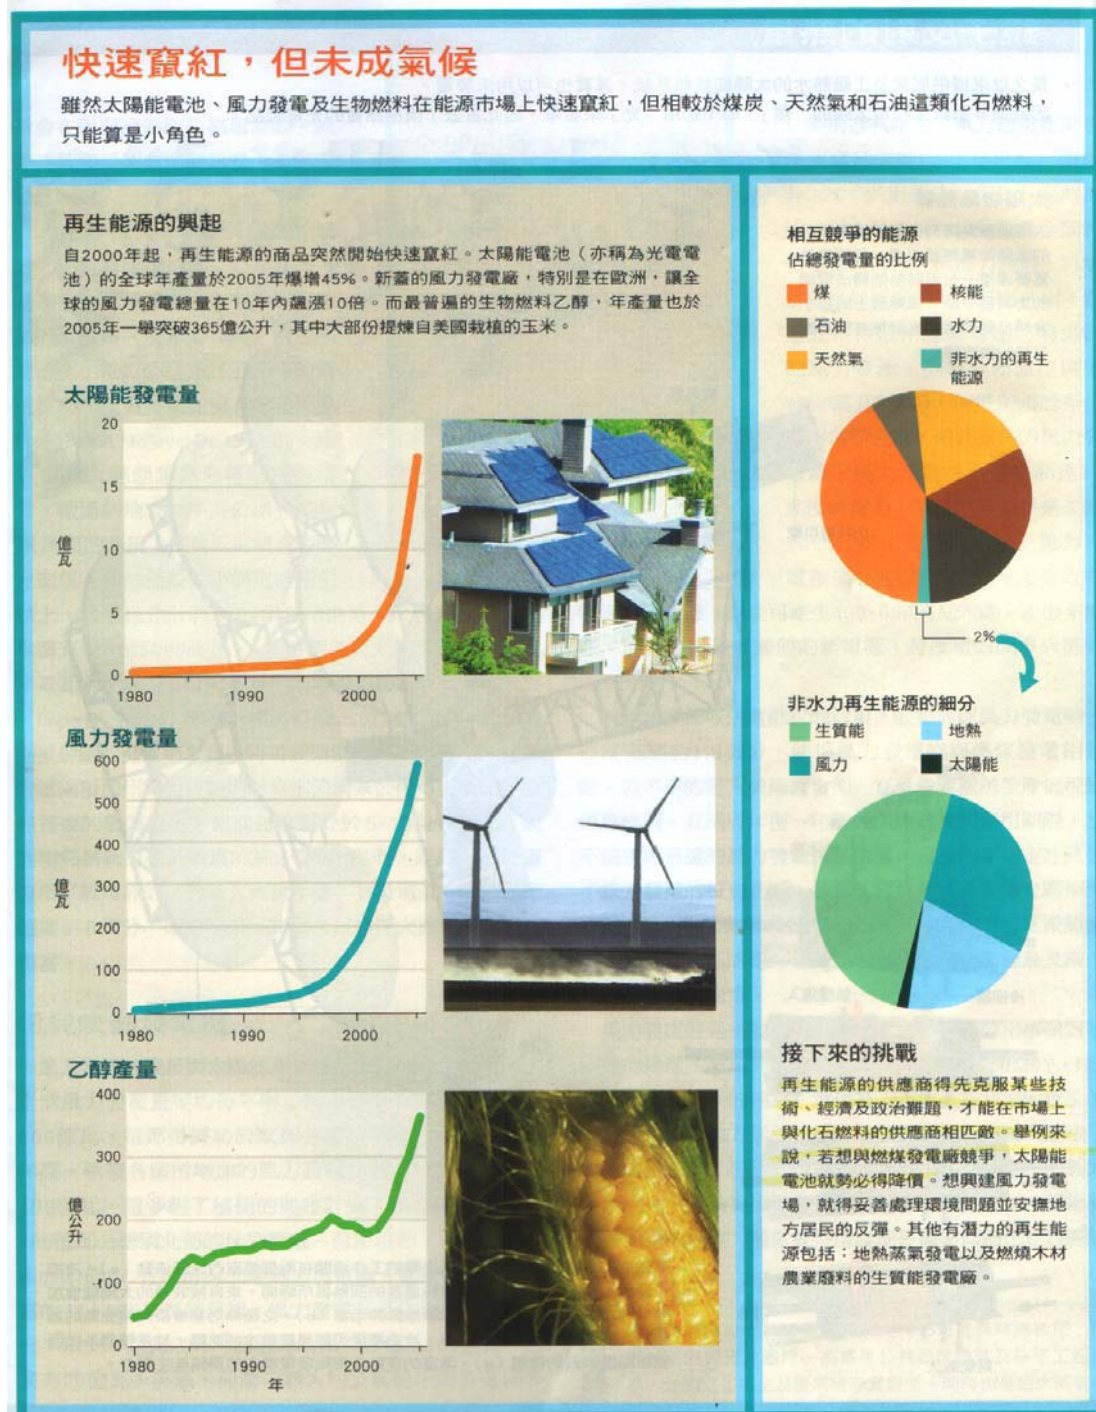 快速竄紅，但未成氣候
雖然太陽能電池、風力發電及生物燃料在能源市場上快速竄紅，但相較於煤炭、天然氣和石油這類化石燃料，
只能算是小角色。
再生能源的興起
自2000年起，再生能源的商品突然開始快速竄紅。太陽能電池（亦稱為光電電
池）的全球年產量於2005年爆增45%。新蓋的風力發電廠，特別是在歐洲，讓全
球的風力發電總量在10年內飆漲10倍。而最普遍的生物燃料乙醇，年產量也於
2005年一舉突破365億公升，其中大部份提煉自美國栽植的玉米。
太陽能發電量
20
15
10
5
0
億瓦
1980 1990 2000
風力發電量
600
500
400
300
200
100
0
億瓦
1980 1990 2000
乙醇產量
400
300
200
100
0
億公升
1980 1990 2000
年
相互競爭的能源
佔總發電量的比例
煤 核能
石油 水力
天然氣 非水力的再生
能源
2%
非水力再生能源的細分
生質能 地熱
風力 太陽能
接下來的挑戰
再生能源的供應商得先克服某些技
術、經濟及政治難題，才能在市場上
與化石燃料的供應商相匹敵。舉例來
說，若想與燃煤發電廠競爭，太陽能
電池就勢必得降價。想興建風力發電
場，就得妥善處理環境問題並安撫地
方居民的反彈。其他有潛力的再生能
源包括：地熱蒸氣發電以及燃燒木材
農業廢料的生質能發電廠。